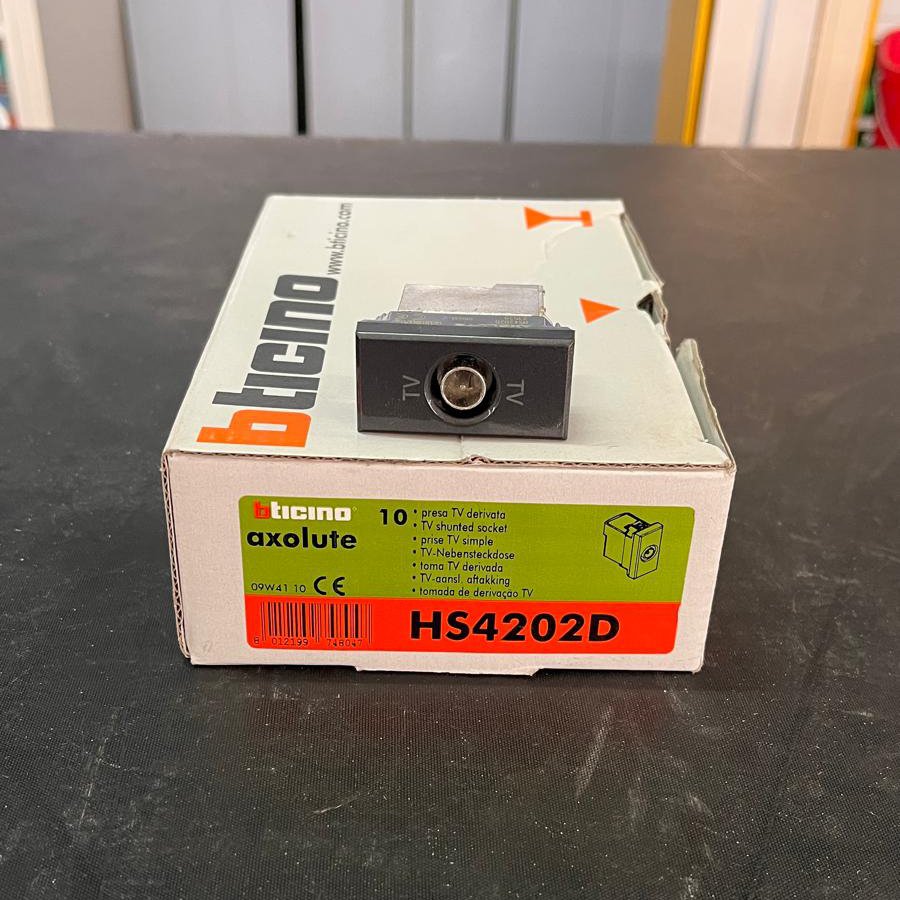 bticino
www.bticino.com
TV TV
bticino
axolute
10
• presa TV derivata
• TV shunted socket
• prise TV simple
• TV-Nebensteckdose
• toma TV derivada
• TV-aansl. aftakking
• tomada de derivação TV
09W41 10 CE
8 012199 748047
HS4202D